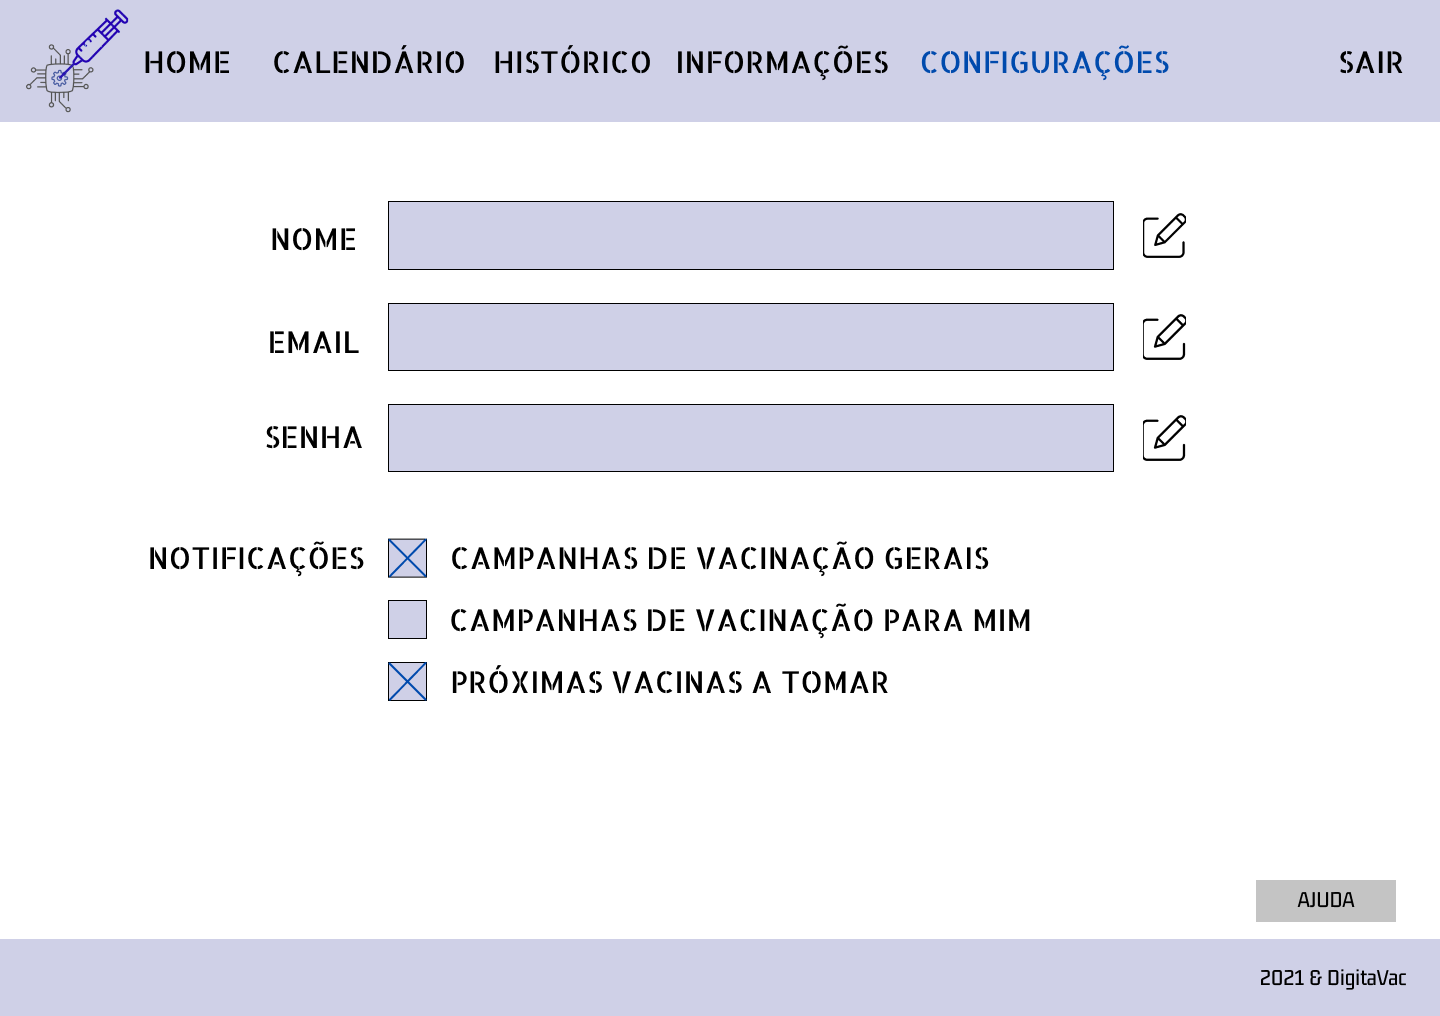 HOME CALENDÁRIO HISTÓRICO INFORMAÇÕES CONFIGURAÇÕES SAIR
NOME
EMAIL
SENHA
NOTIFICAÇÕES CAMPANHAS DE VACINAÇÃO GERAIS
CAMPANHAS DE VACINAÇÃO PARA MIM
PRÓXIMAS VACINAS A TOMAR
AJUDA
2021 & DigitaVac